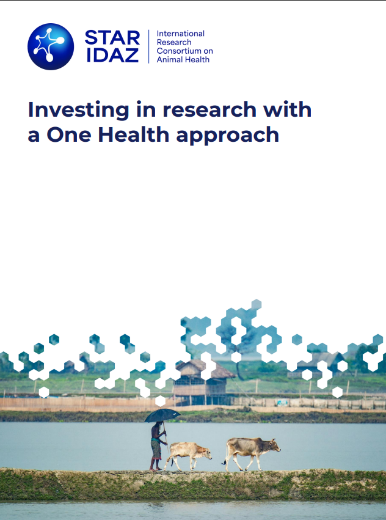 STAR
IDAZ
International
Research
Consortium on
Animal Health
Investing in research with
a One Health approach